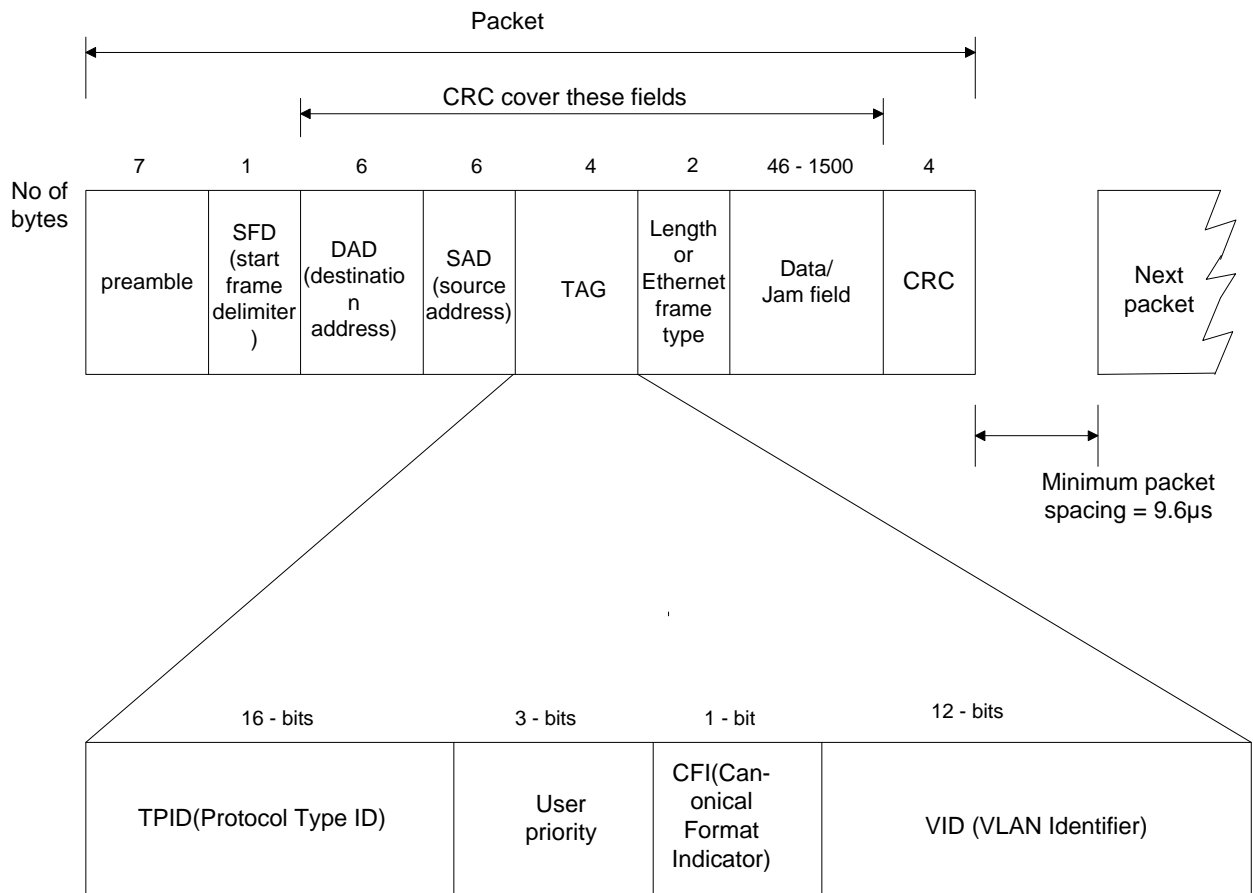 Packet
CRC cover these fields
7
1
6
6
4
2
46 - 1500
4
No of
bytes
preamble
SFD
(start
frame
delimiter
)
DAD
(destinatio
n
address)
SAD
(source
address)
TAG
Length
or
Ethernet
frame
type
Data/
Jam field
CRC
Next
packet
Minimum packet
spacing = 9.6µs
16 - bits
3 - bits
1 - bit
12 - bits
TPID(Protocol Type ID)
User
priority
CFI(Can-
onical
Format
Indicator)
VID (VLAN Identifier)